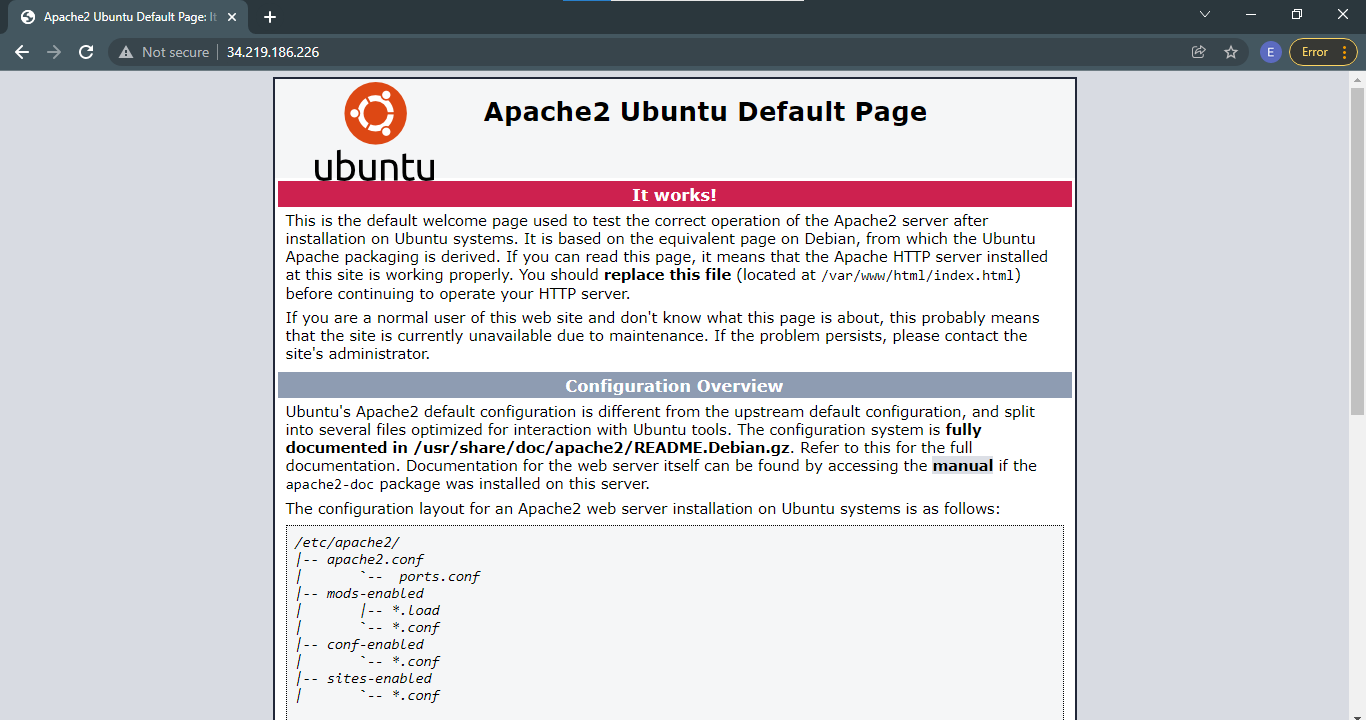 Apache2 Ubuntu Default Page: It
Not secure
34.219.186.226
E
Error
Apache2 Ubuntu Default Page
ubuntu
It works!
This is the default welcome page used to test the correct operation of the Apache2 server after
installation on Ubuntu systems. It is based on the equivalent page on Debian, from which the Ubuntu
Apache packaging is derived. If you can read this page, it means that the Apache HTTP server installed
at this site is working properly. You should replace this file (located at /var/www/html/index.html)
before continuing to operate your HTTP server.
If you are a normal user of this web site and don't know what this page is about, this probably means
that the site is currently unavailable due to maintenance. If the problem persists, please contact the
site's administrator.
Configuration Overview
Ubuntu's Apache2 default configuration is different from the upstream default configuration, and split
into several files optimized for interaction with Ubuntu tools. The configuration system is fully
documented in /usr/share/doc/apache2/README.Debian.gz. Refer to this for the full
documentation. Documentation for the web server itself can be found by accessing the manual if the
apache2-doc package was installed on this server.
The configuration layout for an Apache2 web server installation on Ubuntu systems is as follows:
/etc/apache2/
|-- apache2.conf
|       `--  ports.conf
|-- mods-enabled
|       |-- *.load
|       `-- *.conf
|-- conf-enabled
|       `-- *.conf
|-- sites-enabled
|       `-- *.conf